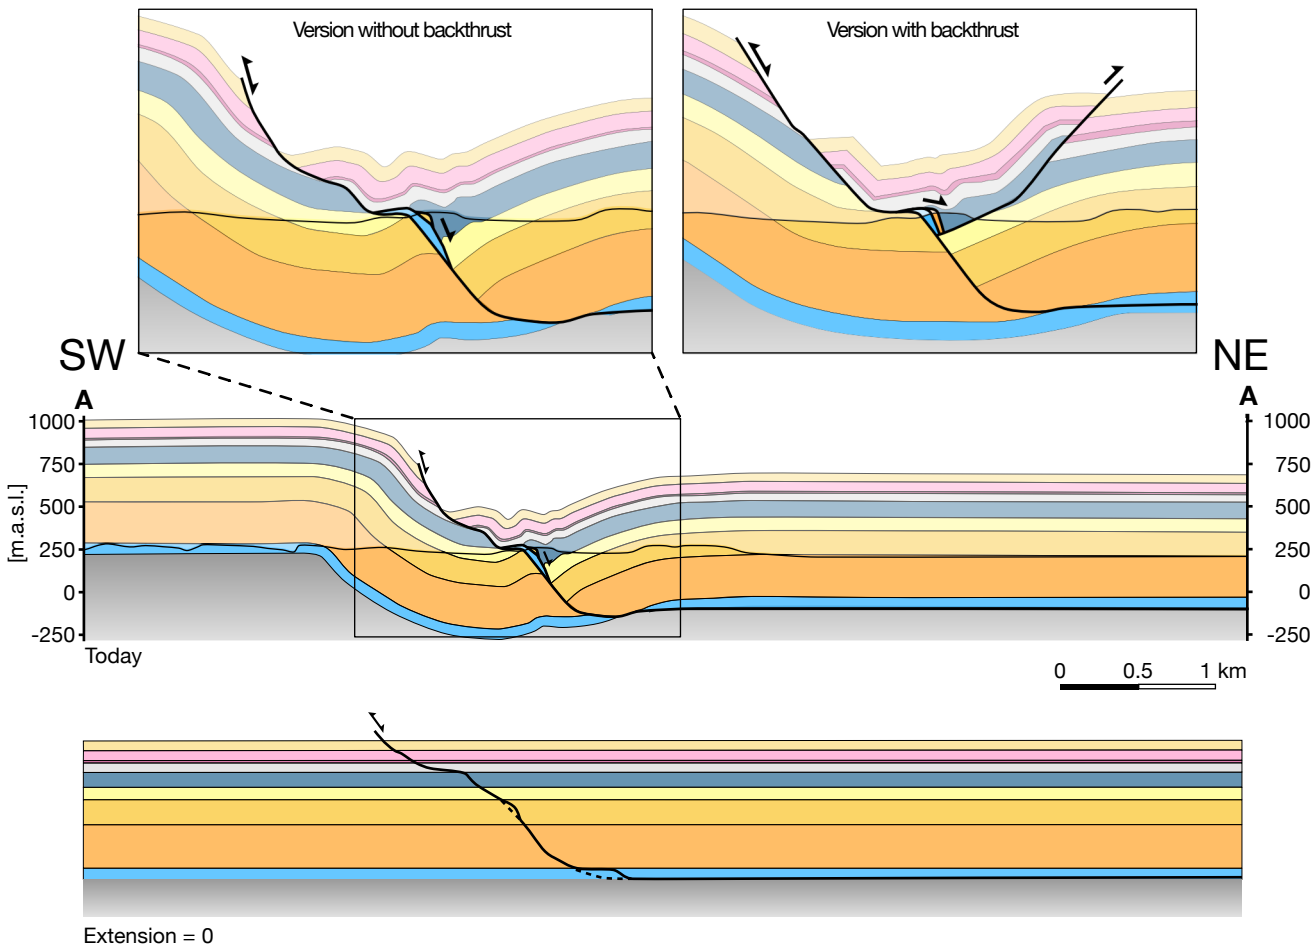 Version without backthrust
Version with backthrust
SW
NE
A
A
1000
750
500
250
0
-250
[m.a.s.l.]
1000
750
500
250
0
-250
Today
0 0.5 1 km
Extension = 0